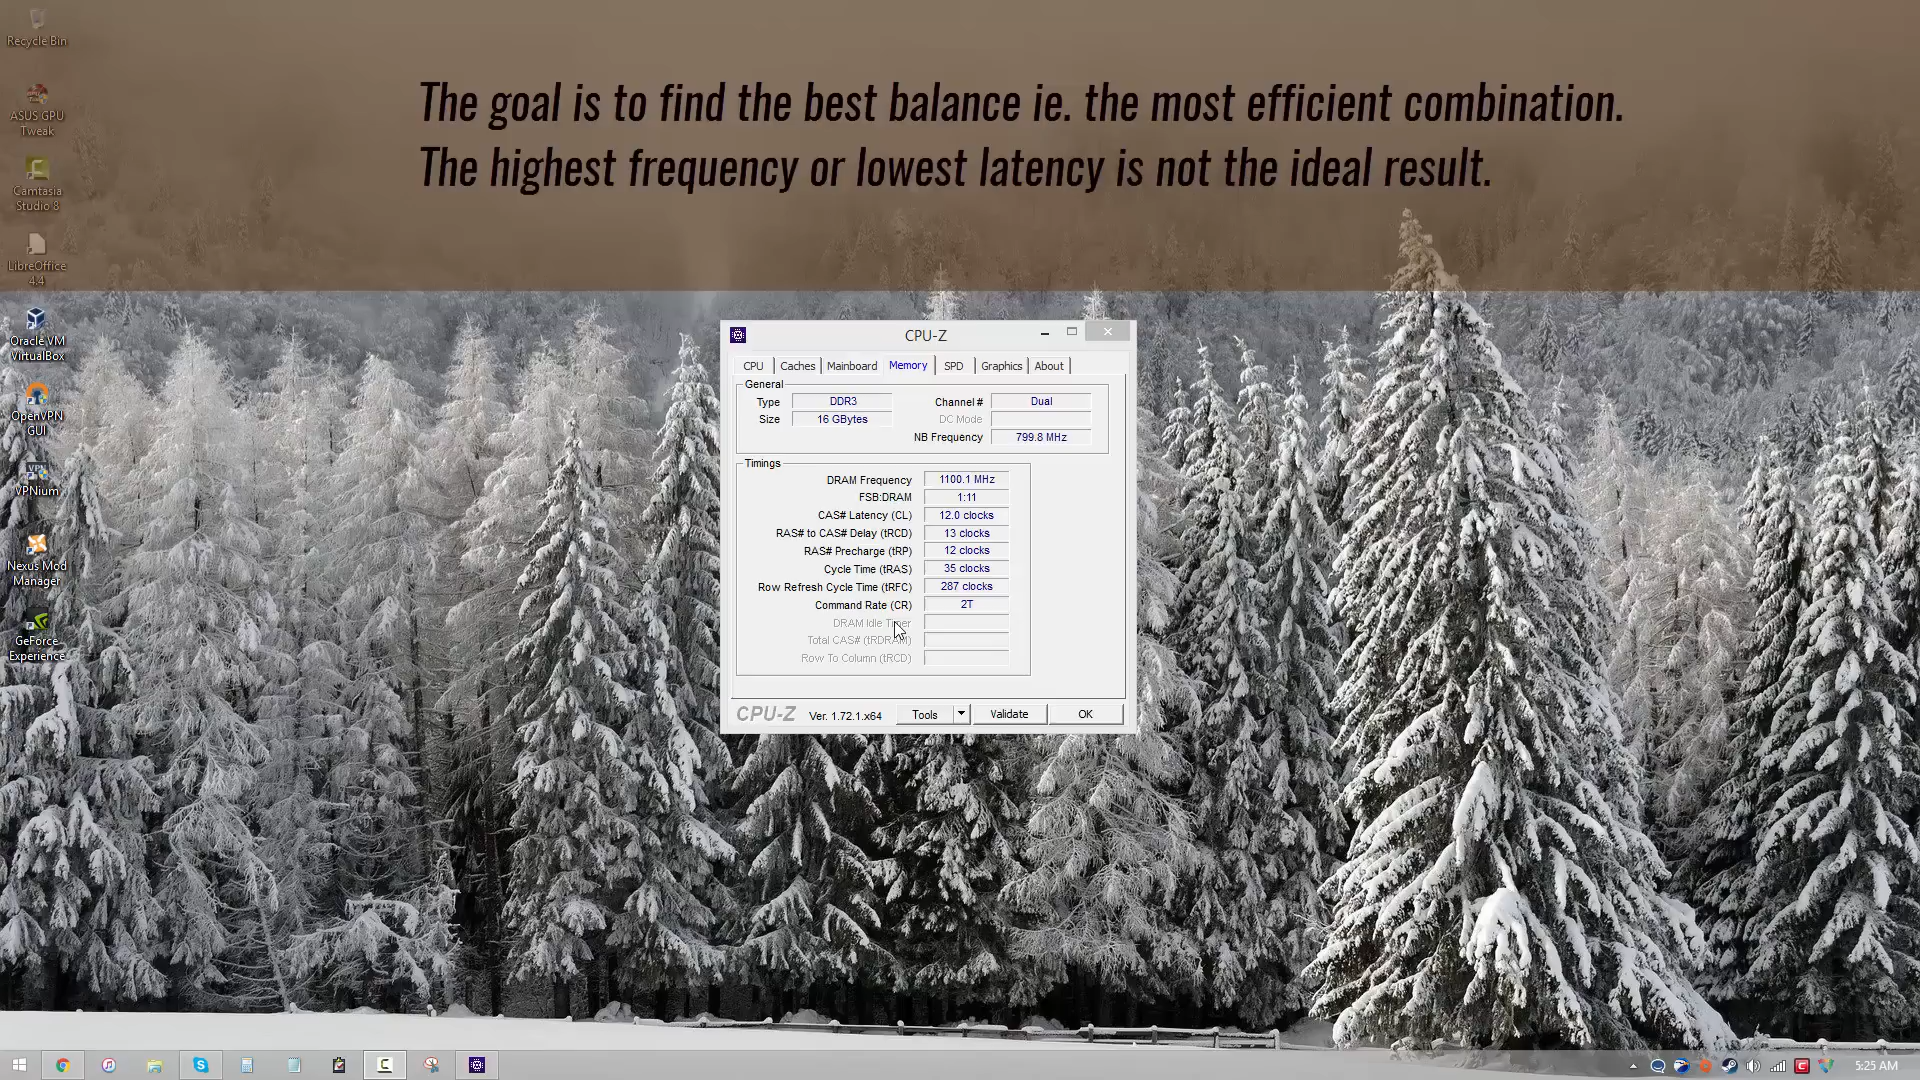 The goal is to find the best balance ie. the most efficient combination.
The highest frequency or lowest latency is not the ideal result.
Recycle Bin
ASUS GPU
Tweak
Camtasia
Studio 8
LibreOffice
4.4
Oracle VM
VirtualBox
OpenVPN
GUI
VPNium
Nexus Mod
Manager
GeForce
Experience
CPU-Z
CPU Caches Mainboard Memory SPD Graphics About
General
Type DDR3 Channel # Dual
Size 16 GBytes DC Mode
NB Frequency 799.8 MHz
Timings
DRAM Frequency 1100.1 MHz
FSB:DRAM 1:11
CAS# Latency (CL) 12.0 clocks
RAS# to CAS# Delay (tRCD) 13 clocks
RAS# Precharge (tRP) 12 clocks
Cycle Time (tRAS) 35 clocks
Row Refresh Cycle Time (tRFC) 287 clocks
Command Rate (CR) 2T
DRAM Idle Timer
Total CAS# (tRDRAM)
Row To Column (tRCD)
CPU-Z Ver. 1.72.1.x64 Tools Validate OK
5:25 AM